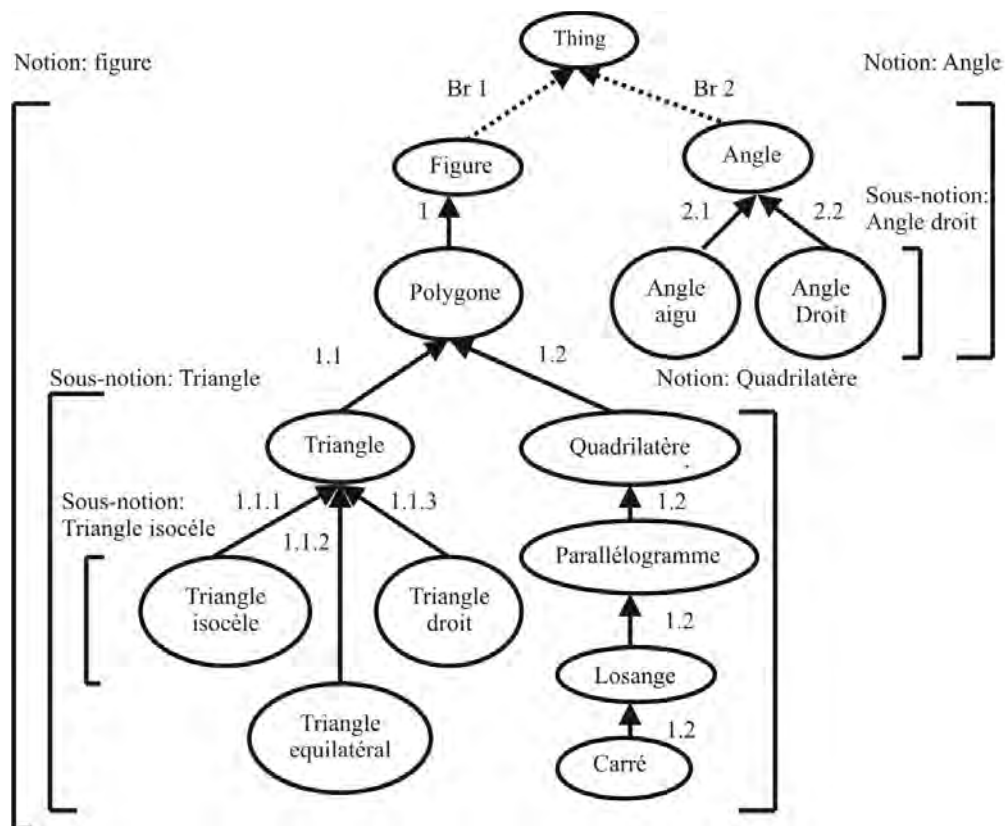 Thing
Notion: figure
Notion: Angle
Br 1
Br 2
Figure
Angle
1
2.1
2.2
Sous-notion:
Angle droit
Polygone
Angle
aigu
Angle
Droit
1.1
1.2
Sous-notion: Triangle
Notion: Quadrilatère
Triangle
Quadrilatère
Sous-notion:
Triangle isocéle
1.1.1
1.1.2
1.1.3
1.2
Parallélogramme
Triangle
isocèle
Triangle
droit
1.2
Losange
Triangle
equilatéral
1.2
Carré